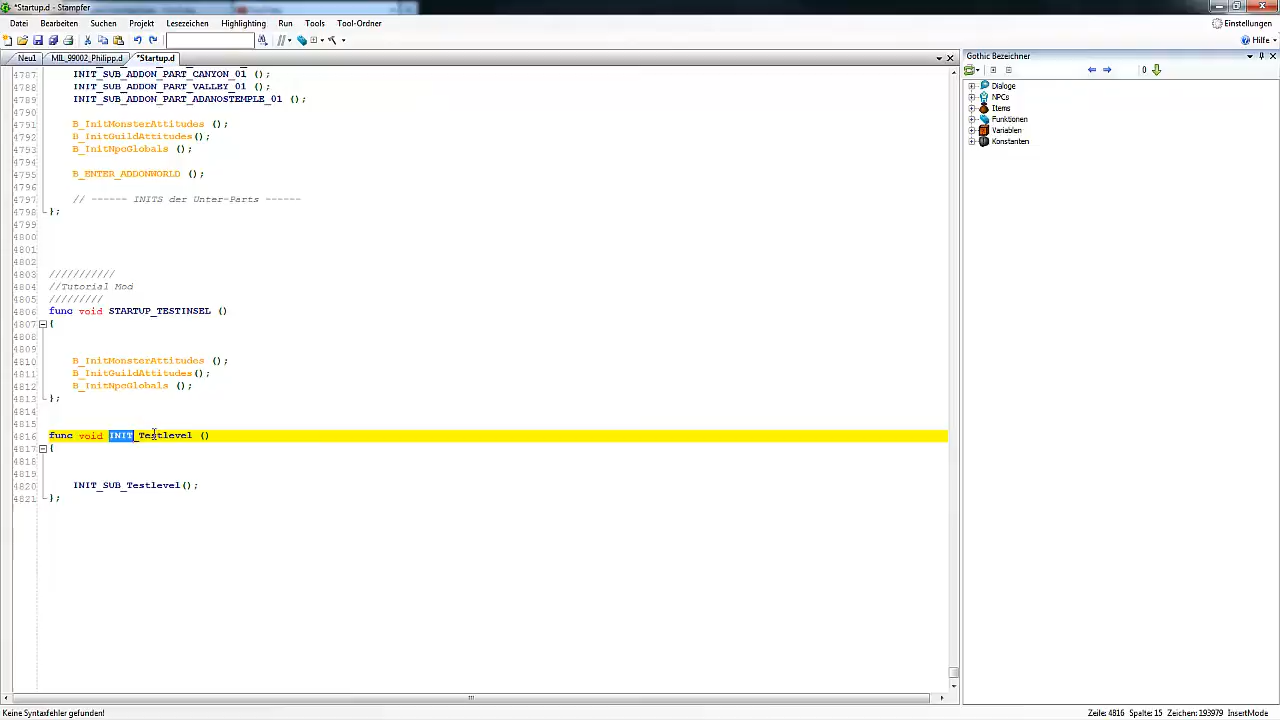 *Startup.d - Stampfer
Datei Bearbeiten Suchen Projekt Lesezeichen Highlighting Run Tools Tool-Ordner
Einstellungen
Hilfe
Neu1 MIL_99002_Philipp.d *Startup.d
Gothic Bezeichner
0
Dialoge
NPCs
Items
Funktionen
Variablen
Konstanten
4787 INIT_SUB_ADDON_PART_CANYON_01 ();
4788 INIT_SUB_ADDON_PART_VALLEY_01 ();
4789 INIT_SUB_ADDON_PART_ADANOSTEMPLE_01 ();
4790
4791 B_InitMonsterAttitudes ();
4792 B_InitGuildAttitudes();
4793 B_InitNpcGlobals ();
4794
4795 B_ENTER_ADDONWORLD ();
4796
4797 // ------ INITS der Unter-Parts ------
4798 };
4799
4800
4801
4802
4803 ///////////
4804 //Tutorial Mod
4805 /////////
4806 func void STARTUP_TESTINSEL ()
4807 {
4808
4809
4810 B_InitMonsterAttitudes ();
4811 B_InitGuildAttitudes();
4812 B_InitNpcGlobals ();
4813 };
4814
4815
4816 func void INIT_Testlevel ()
4817 {
4818
4819
4820 INIT_SUB_Testlevel();
4821 };
Keine Syntaxfehler gefunden!
Zeile: 4816 Spalte: 15 Zeichen: 193979 InsertMode